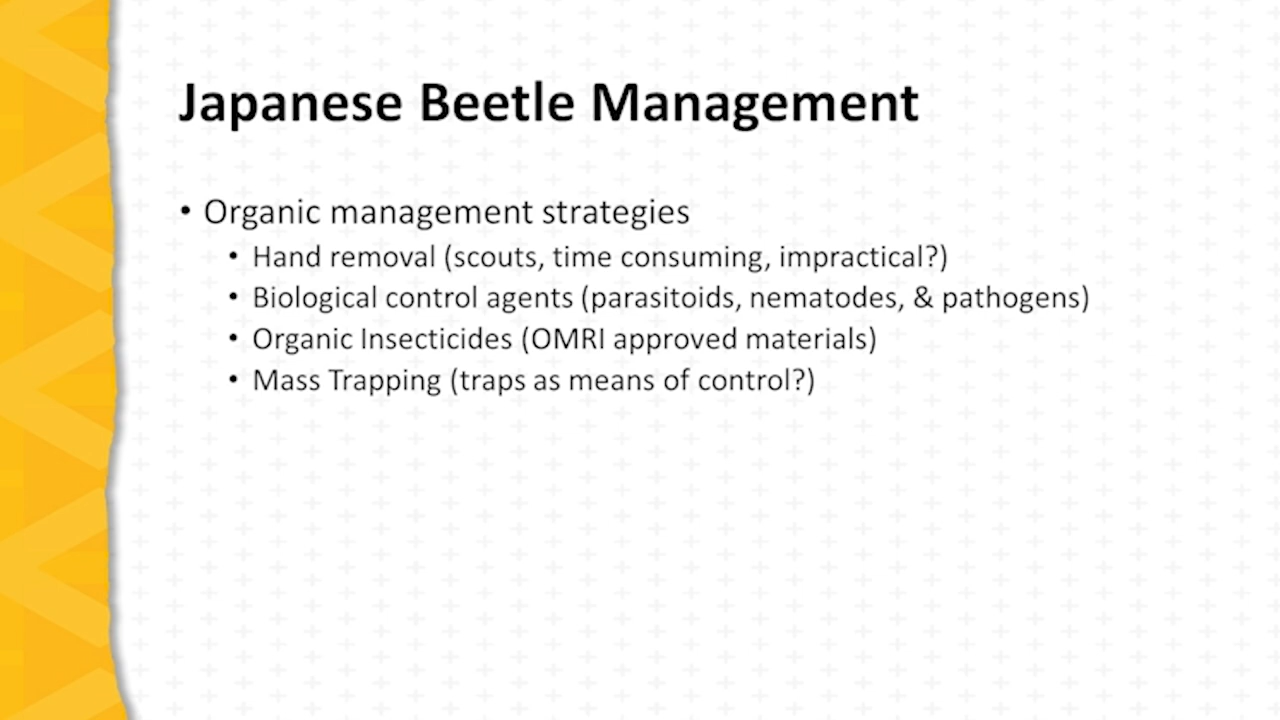 Japanese Beetle Management
• Organic management strategies
• Hand removal (scouts, time consuming, impractical?)
• Biological control agents (parasitoids, nematodes, & pathogens)
• Organic Insecticides (OMRI approved materials)
• Mass Trapping (traps as means of control?)